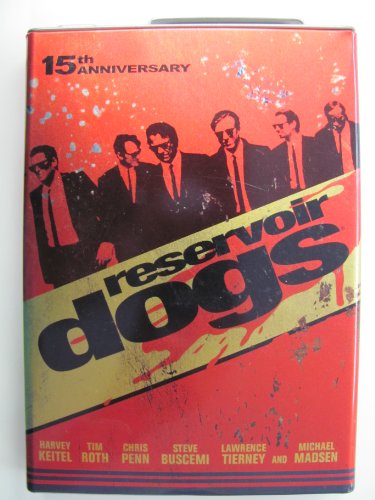 15th
ANNIVERSARY
reservoir
dogs
HARVEY KEITEL TIM ROTH CHRIS PENN STEVE BUSCEMI LAWRENCE TIERNEY AND MICHAEL MADSEN